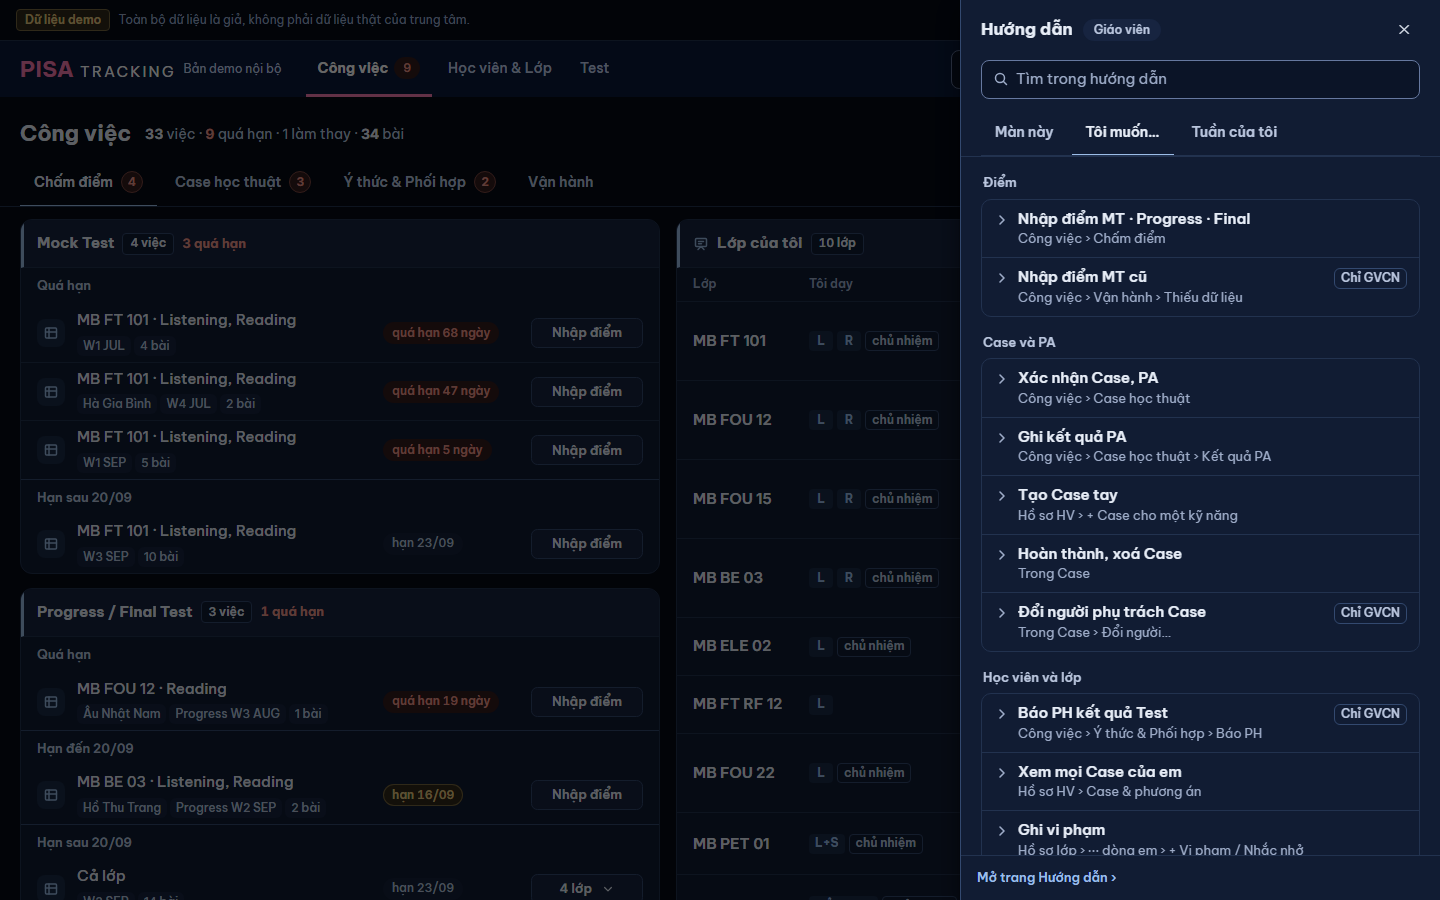 Dữ liệu demo Toàn bộ dữ liệu là giả, không phải dữ liệu thật của trung tâm.
PISA TRACKING Bản demo nội bộ Công việc 9 Học viên & Lớp Test
Công việc 33 việc · 9 quá hạn · 1 làm thay · 34 bài
Chấm điểm 4 Case học thuật 3 Ý thức & Phối hợp 2 Vận hành
Mock Test 4 việc 3 quá hạn
Quá hạn
MB FT 101 · Listening, Reading quá hạn 68 ngày Nhập điểm
W1 JUL 4 bài
MB FT 101 · Listening, Reading quá hạn 47 ngày Nhập điểm
Hà Gia Bình W4 JUL 2 bài
MB FT 101 · Listening, Reading quá hạn 5 ngày Nhập điểm
W1 SEP 5 bài
Hạn sau 20/09
MB FT 101 · Listening, Reading hạn 23/09 Nhập điểm
W3 SEP 10 bài
Progress / Final Test 3 việc 1 quá hạn
Quá hạn
MB FOU 12 · Reading quá hạn 19 ngày Nhập điểm
Âu Nhật Nam Progress W3 AUG 1 bài
Hạn đến 20/09
MB BE 03 · Listening, Reading hạn 16/09 Nhập điểm
Hồ Thu Trang Progress W2 SEP 2 bài
Hạn sau 20/09
Cả lớp hạn 23/09 4 lớp
Lớp của tôi 10 lớp
Lớp Tôi dạy
MB FT 101 L R chủ nhiệm
MB FOU 12 L R chủ nhiệm
MB FOU 15 L R chủ nhiệm
MB BE 03 L R chủ nhiệm
MB ELE 02 L chủ nhiệm
MB FT RF 12 L
MB FOU 22 L chủ nhiệm
MB PET 01 L+S chủ nhiệm
Hướng dẫn Giáo viên
Tìm trong hướng dẫn
Màn này Tôi muốn... Tuần của tôi
Điểm
Nhập điểm MT · Progress · Final
Công việc › Chấm điểm
Nhập điểm MT cũ Chỉ GVCN
Công việc › Vận hành › Thiếu dữ liệu
Case và PA
Xác nhận Case, PA
Công việc › Case học thuật
Ghi kết quả PA
Công việc › Case học thuật › Kết quả PA
Tạo Case tay
Hồ sơ HV › + Case cho một kỹ năng
Hoàn thành, xoá Case
Trong Case
Đổi người phụ trách Case Chỉ GVCN
Trong Case › Đổi người...
Học viên và lớp
Báo PH kết quả Test Chỉ GVCN
Công việc › Ý thức & Phối hợp › Báo PH
Xem mọi Case của em
Hồ sơ HV › Case & phương án
Ghi vi phạm
Hồ sơ lớp › ··· dòng em › + Vi phạm / Nhắc nhở
Mở trang Hướng dẫn ›